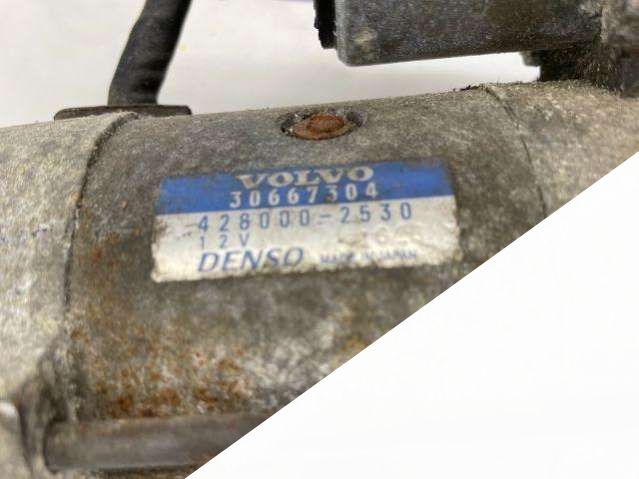 VOLVO
30667304
428000-2530
12V
DENSO MADE IN JAPAN